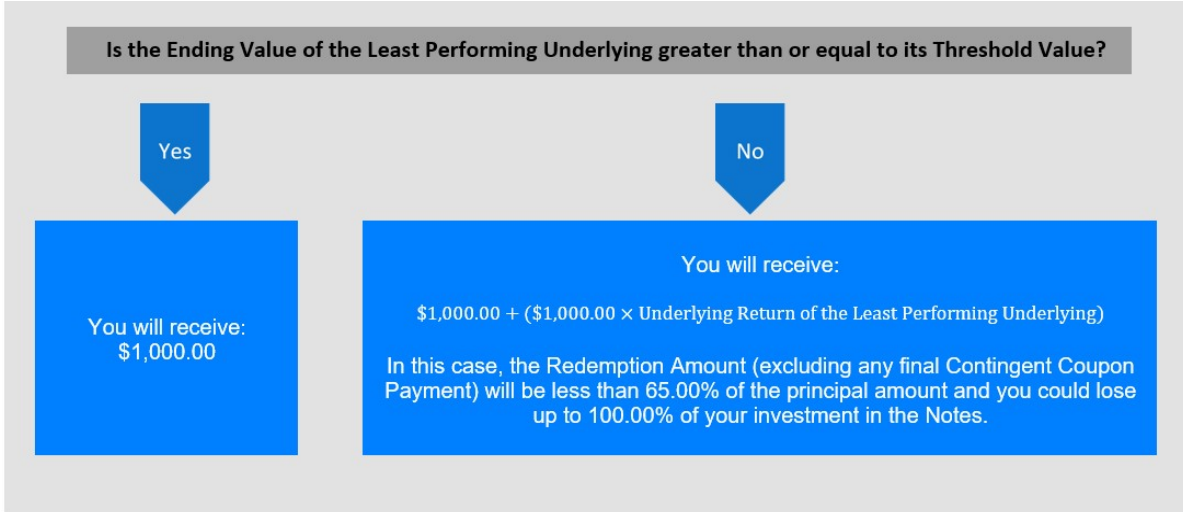 Is the Ending Value of the Least Performing Underlying greater than or equal to its Threshold Value?
Yes
No
You will receive:
$1,000.00
You will receive:
$1,000.00 + ($1,000.00 × Underlying Return of the Least Performing Underlying)
In this case, the Redemption Amount (excluding any final Contingent Coupon
Payment) will be less than 65.00% of the principal amount and you could lose
up to 100.00% of your investment in the Notes.